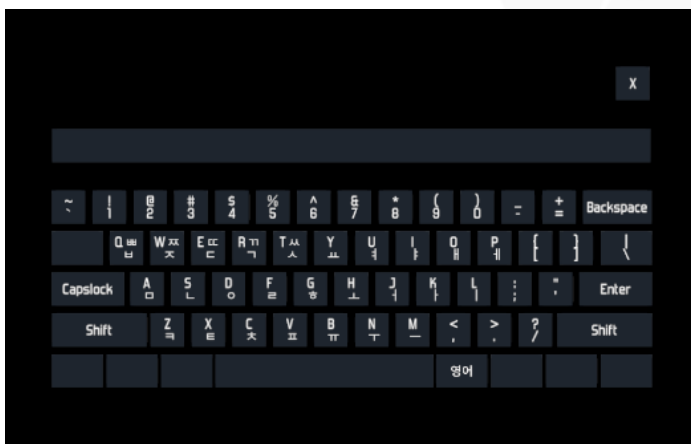 X
~ ` ! 1 @ 2 # 3 $ 4 % 5 ^ 6 & 7 * 8 ( 9 ) 0 _ - + = Backspace
Q ㅃ ㅂ W ㅉ ㅈ E ㄸ ㄷ R ㄲ ㄱ T ㅆ ㅅ Y ㅛ U ㅕ I ㅑ O ㅐ P ㅔ { [ } ] | \
Capslock A ㅁ S ㄴ D ㅇ F ㄹ G ㅎ H ㅗ J ㅓ K ㅏ L ㅣ : ; " ' Enter
Shift Z ㅋ X ㅌ C ㅊ V ㅍ B ㅠ N ㅜ M ㅡ < , > . ? / Shift
영어